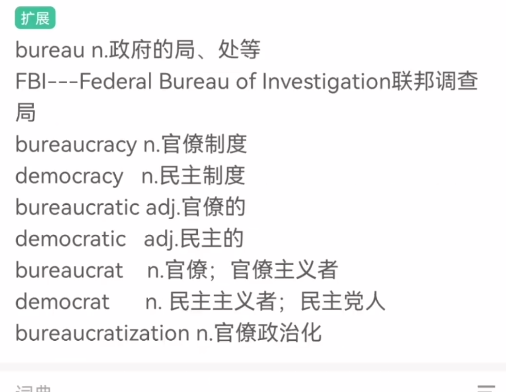 扩展
bureau n.政府的局、处等
FBI---Federal Bureau of Investigation联邦调查
局
bureaucracy n.官僚制度
democracy n.民主制度
bureaucratic adj.官僚的
democratic adj.民主的
bureaucrat n.官僚；官僚主义者
democrat n. 民主主义者；民主党人
bureaucratization n.官僚政治化